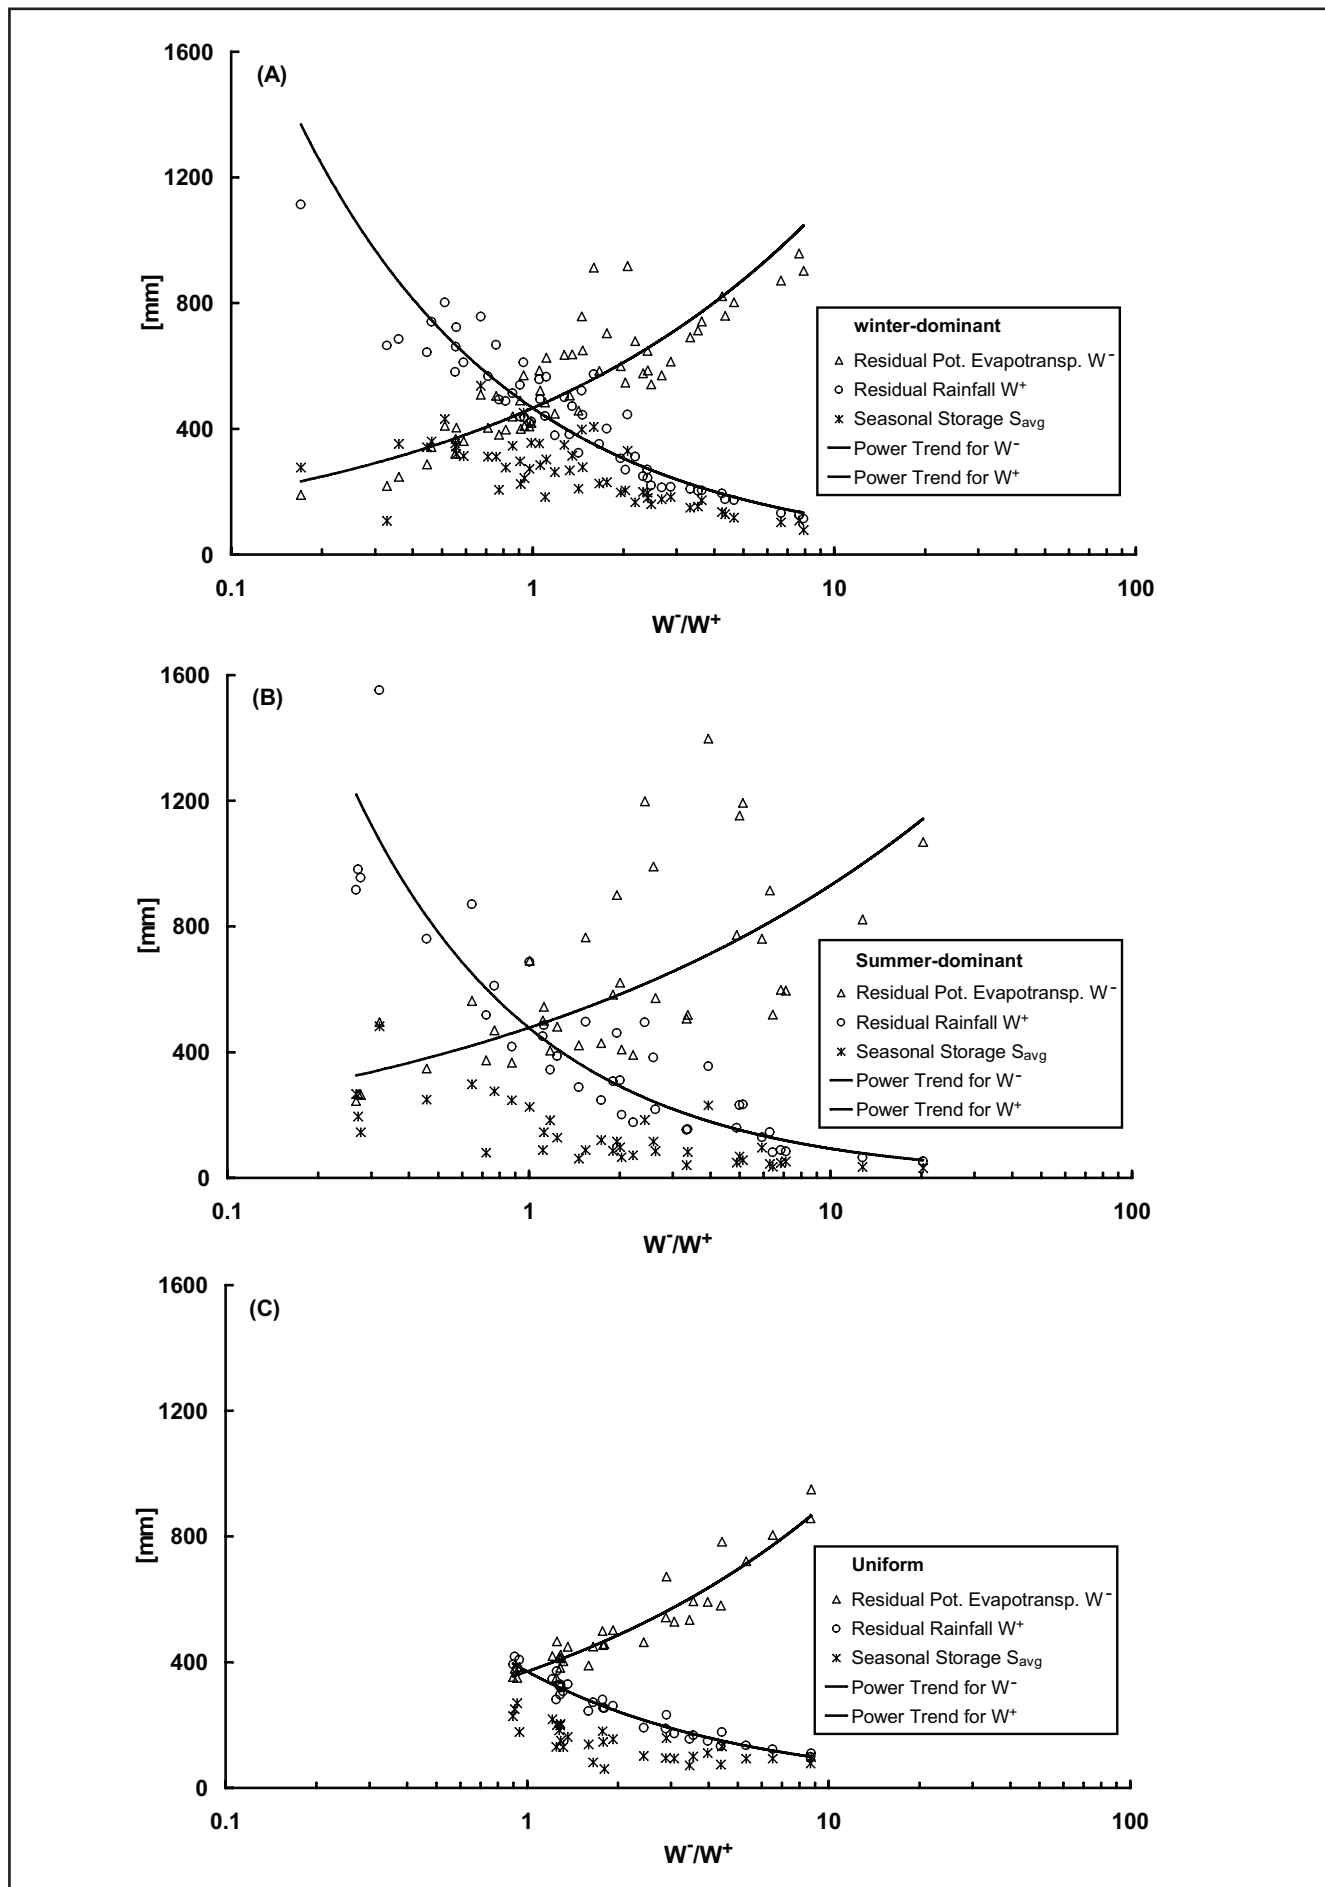 1600
(A)
1200
800
400
0
[mm]
0.1 1 10 100
W⁻/W⁺
winter-dominant
Residual Pot. Evapotransp. W⁻
Residual Rainfall W⁺
Seasonal Storage Savg
Power Trend for W⁻
Power Trend for W⁺
1600
(B)
1200
800
400
0
[mm]
0.1 1 10 100
W⁻/W⁺
Summer-dominant
Residual Pot. Evapotransp. W⁻
Residual Rainfall W⁺
Seasonal Storage Savg
Power Trend for W⁻
Power Trend for W⁺
1600
(C)
1200
800
400
0
[mm]
0.1 1 10 100
W⁻/W⁺
Uniform
Residual Pot. Evapotransp. W⁻
Residual Rainfall W⁺
Seasonal Storage Savg
Power Trend for W⁻
Power Trend for W⁺